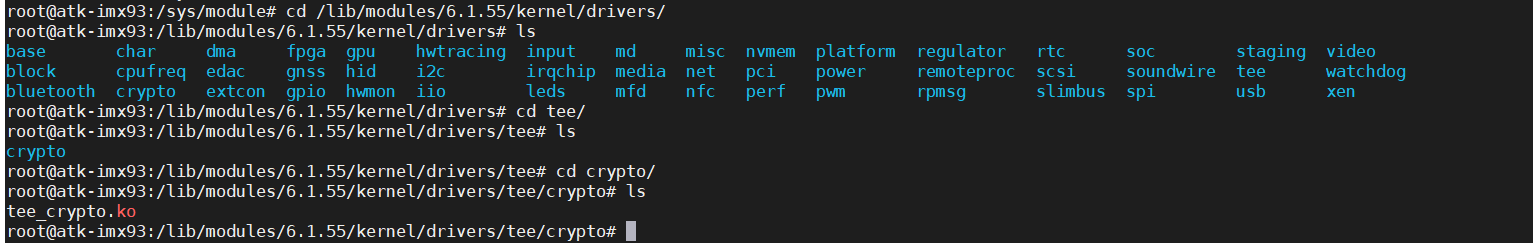 root@atk-imx93:/sys/module# cd /lib/modules/6.1.55/kernel/drivers/
root@atk-imx93:/lib/modules/6.1.55/kernel/drivers# ls
base char dma fpga gpu hwtracing input md misc nvmem platform regulator rtc soc staging video
block cpufreq edac gnss hid i2c irqchip media net pci power remoteproc scsi soundwire tee watchdog
bluetooth crypto extcon gpio hwmon iio leds mfd nfc perf pwm rpmsg slimbus spi usb xen
root@atk-imx93:/lib/modules/6.1.55/kernel/drivers# cd tee/
root@atk-imx93:/lib/modules/6.1.55/kernel/drivers/tee# ls
crypto
root@atk-imx93:/lib/modules/6.1.55/kernel/drivers/tee# cd crypto/
root@atk-imx93:/lib/modules/6.1.55/kernel/drivers/tee/crypto# ls
tee_crypto.ko
root@atk-imx93:/lib/modules/6.1.55/kernel/drivers/tee/crypto#